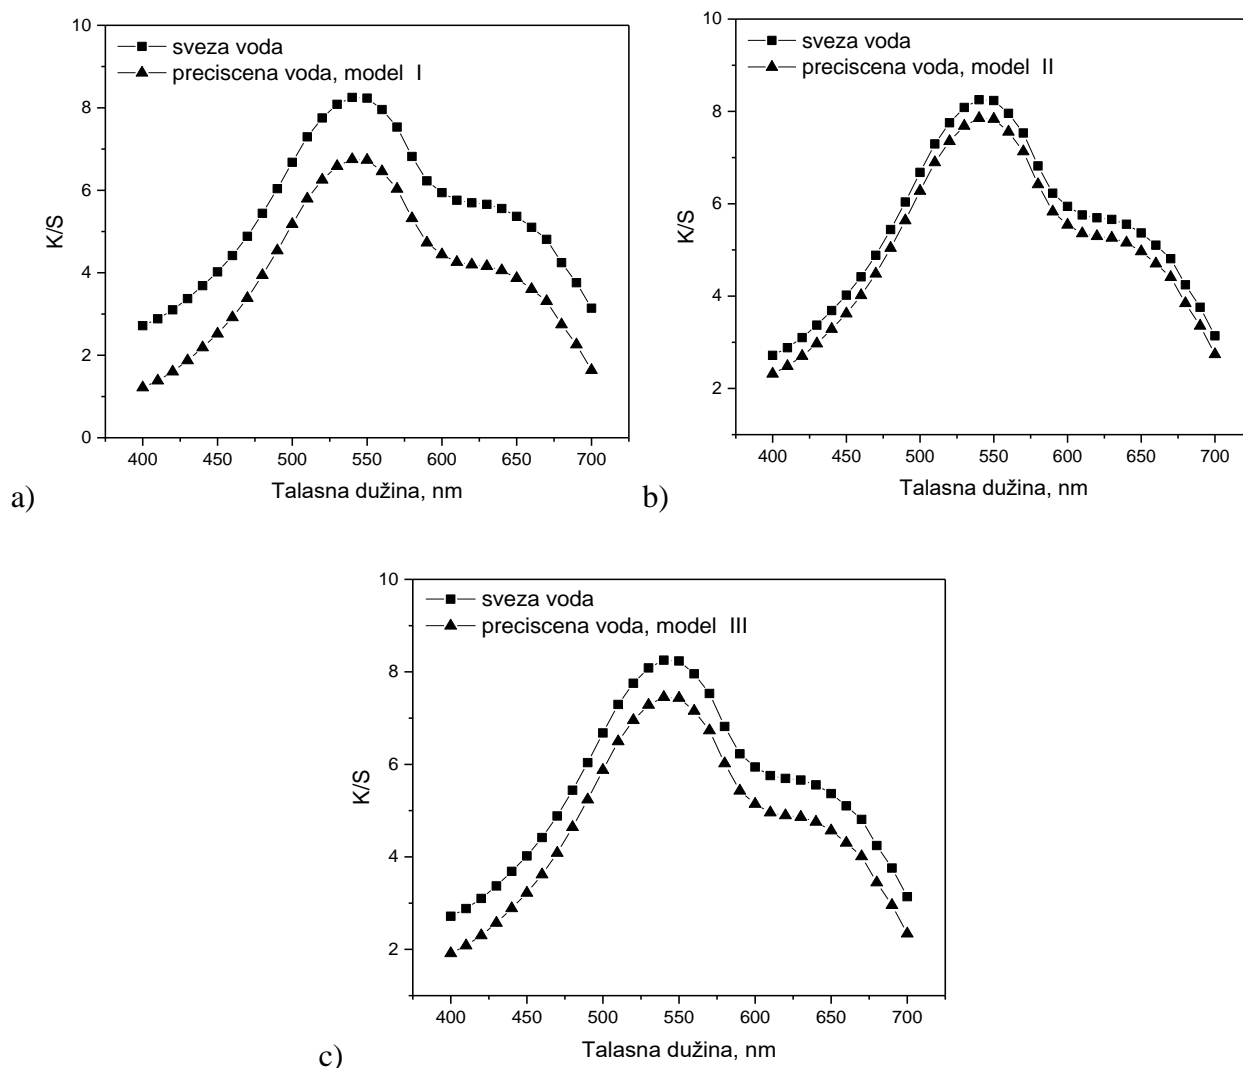 10
8
6
4
2
0
K/S
sveza voda
preciscena voda, model I
400 450 500 550 600 650 700
Talasna dužina, nm
a)
10
8
6
4
2
K/S
sveza voda
preciscena voda, model II
400 450 500 550 600 650 700
Talasna dužina, nm
b)
10
8
6
4
2
K/S
sveza voda
preciscena voda, model III
400 450 500 550 600 650 700
Talasna dužina, nm
c)